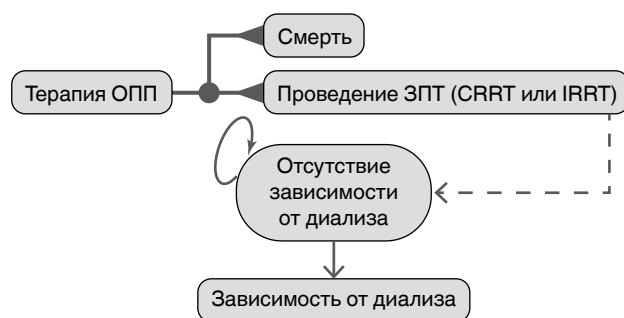 Смерть
Терапия ОПП
Проведение ЗПТ (CRRT или IRRT)
Отсутствие
зависимости
от диализа
Зависимость от диализа